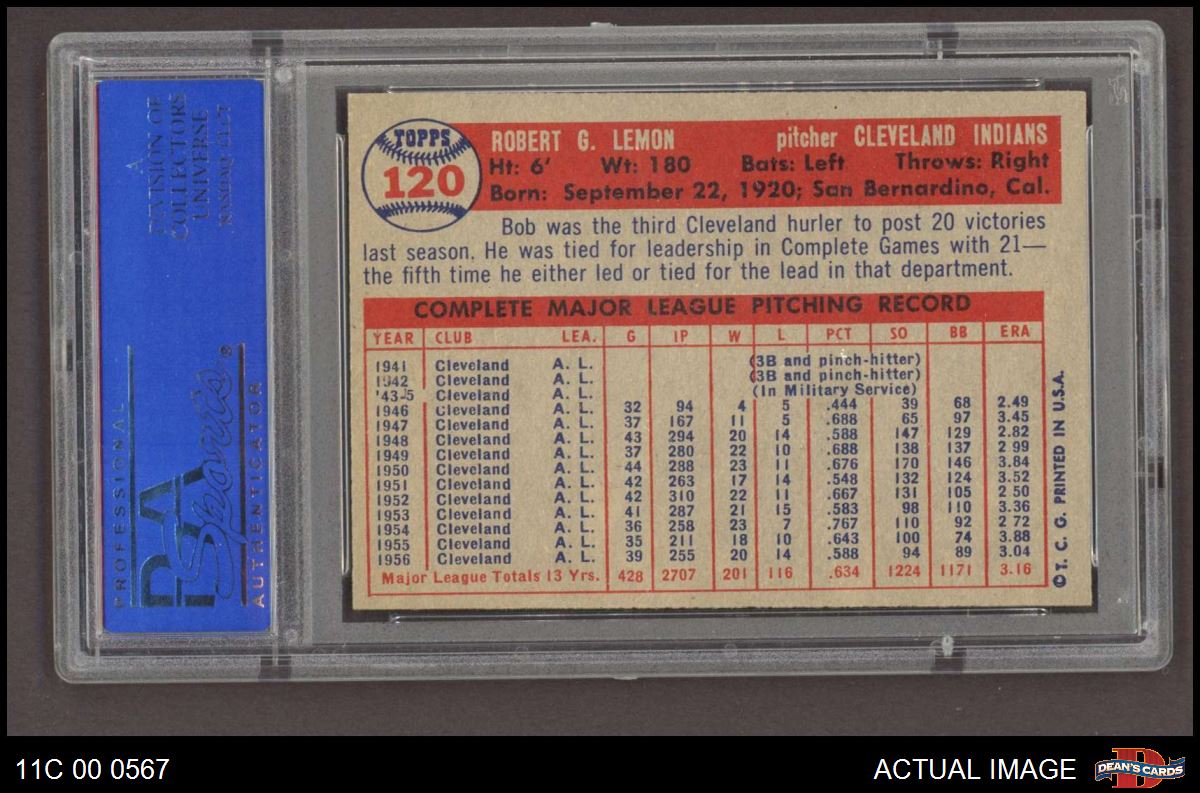 A
DIVISION OF
COLLECTORS
UNIVERSE
NASDAQ: CLCT
PROFESSIONAL
PSA
Sports®
AUTHENTICATOR
TOPPS
120
ROBERT G. LEMON pitcher CLEVELAND INDIANS
Ht: 6' Wt: 180 Bats: Left Throws: Right
Born: September 22, 1920; San Bernardino, Cal.
Bob was the third Cleveland hurler to post 20 victories
last season. He was tied for leadership in Complete Games with 21—
the fifth time he either led or tied for the lead in that department.
COMPLETE MAJOR LEAGUE PITCHING RECORD
YEAR CLUB LEA. G IP W L PCT SO BB ERA
1941 Cleveland A. L. (3B and pinch-hitter)
1942 Cleveland A. L. (3B and pinch-hitter)
'43-5 Cleveland A. L. (In Military Service)
1946 Cleveland A. L. 32 94 4 5 .444 39 68 2.49
1947 Cleveland A. L. 37 167 11 5 .688 65 97 3.45
1948 Cleveland A. L. 43 294 20 14 .588 147 129 2.82
1949 Cleveland A. L. 37 280 22 10 .688 138 137 2.99
1950 Cleveland A. L. 44 288 23 11 .676 170 146 3.84
1951 Cleveland A. L. 42 263 17 14 .548 132 124 3.52
1952 Cleveland A. L. 42 310 22 11 .667 131 105 2.50
1953 Cleveland A. L. 41 287 21 15 .583 98 110 3.36
1954 Cleveland A. L. 36 258 23 7 .767 110 92 2.72
1955 Cleveland A. L. 35 211 18 10 .643 100 74 3.88
1956 Cleveland A. L. 39 255 20 14 .588 94 89 3.04
Major League Totals 13 Yrs. 428 2707 201 116 .634 1224 1171 3.16
© T. C. G. PRINTED IN U.S.A.
11C 00 0567
ACTUAL IMAGE
D
DEAN'S CARDS